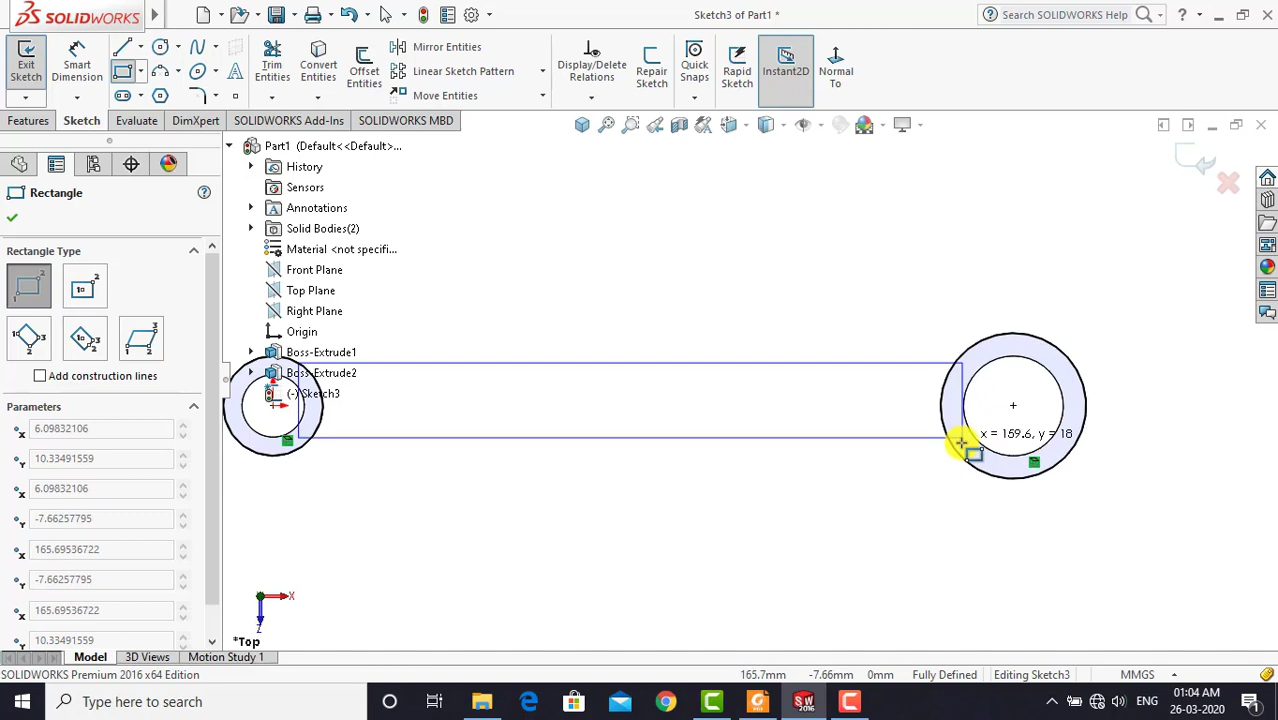 SOLIDWORKS
Sketch3 of Part1 *
Search SOLIDWORKS Help
Exit Sketch
Smart Dimension
Trim Entities
Convert Entities
Offset Entities
Mirror Entities
Linear Sketch Pattern
Move Entities
Display/Delete Relations
Repair Sketch
Quick Snaps
Rapid Sketch
Instant2D
Normal To
Features
Sketch
Evaluate
DimXpert
SOLIDWORKS Add-Ins
SOLIDWORKS MBD
Part1 (Default<<Default>...
History
Sensors
Annotations
Solid Bodies(2)
Material <not specifi...
Front Plane
Top Plane
Right Plane
Origin
Boss-Extrude1
Boss-Extrude2
(-) Sketch3
Rectangle
Rectangle Type
Add construction lines
Parameters
6.09832106
10.33491559
6.09832106
-7.66257795
165.69536722
-7.66257795
165.69536722
10.33491559
x = 159.6, y = 18
X
Z
*Top
Model
3D Views
Motion Study 1
SOLIDWORKS Premium 2016 x64 Edition
165.7mm
-7.66mm
0mm
Fully Defined
Editing Sketch3
MMGS
Type here to search
ENG
01:04 AM
26-03-2020